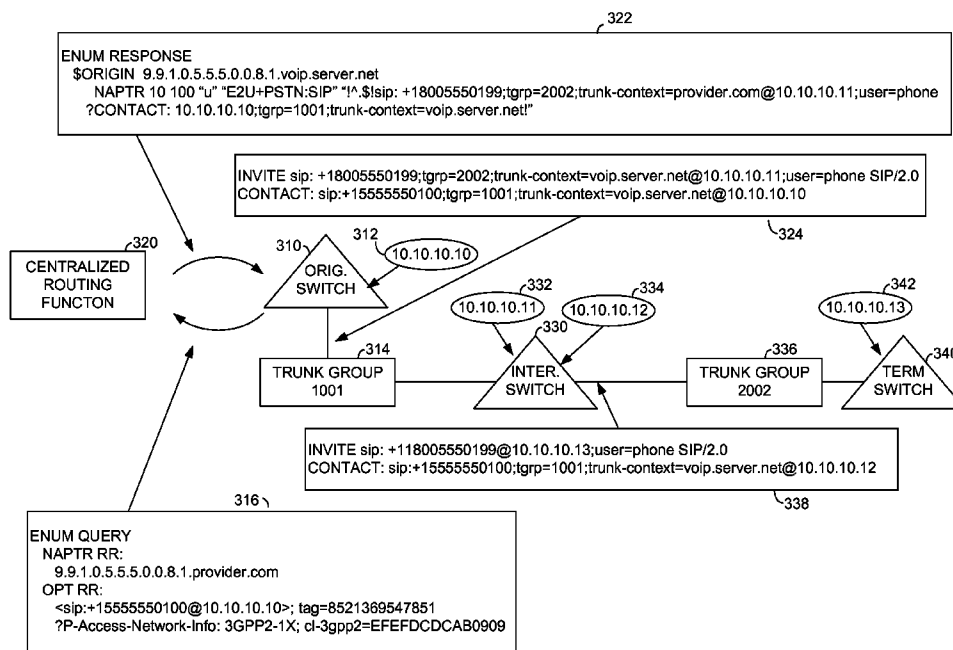 322
ENUM RESPONSE
$ORIGIN 9.9.1.0.5.5.5.0.0.8.1.voip.server.net
NAPTR 10 100 “u” “E2U+PSTN:SIP” “!^.$!sip: +18005550199;tgrp=2002;trunk-context=provider.com@10.10.10.11;user=phone
?CONTACT: 10.10.10.10;tgrp=1001;trunk-context=voip.server.net!”
INVITE sip: +18005550199;tgrp=2002;trunk-context=voip.server.net@10.10.10.11;user=phone SIP/2.0
CONTACT: sip:+15555550100;tgrp=1001;trunk-context=voip.server.net@10.10.10.10
324
320
CENTRALIZED
ROUTING
FUNCTON
310
ORIG.
SWITCH
312
10.10.10.10
314
TRUNK GROUP
1001
332
10.10.10.11
334
10.10.10.12
330
INTER.
SWITCH
336
TRUNK GROUP
2002
342
10.10.10.13
340
TERM
SWITCH
INVITE sip: +118005550199@10.10.10.13;user=phone SIP/2.0
CONTACT: sip:+15555550100;tgrp=1001;trunk-context=voip.server.net@10.10.10.12
338
316
ENUM QUERY
NAPTR RR:
9.9.1.0.5.5.5.0.0.8.1.provider.com
OPT RR:
<sip:+15555550100@10.10.10.10>; tag=8521369547851
?P-Access-Network-Info: 3GPP2-1X; cl-3gpp2=EFEFDCDCAB0909